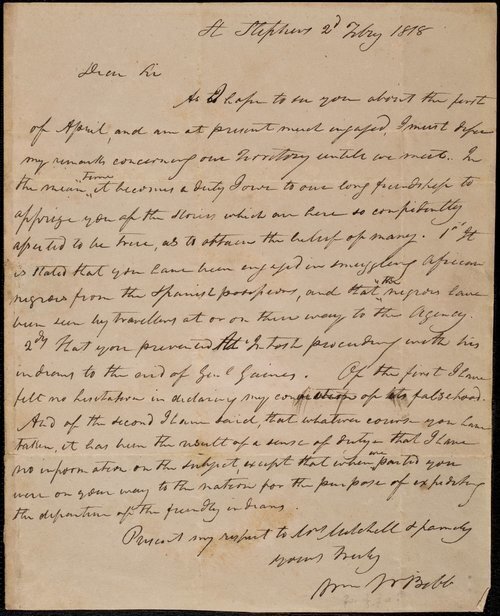 St Stephens 2d Feby 1818
Dear Sir
As I hope to see you about the first
of April, and am at present much engaged, I must defer
my remarks concerning our Territory until we meet. In
the mean Time it becomes a duty I owe to our long friendship to
apprize you of the stories which are here so confidently
asserted to be true, as to obtain the belief of many. 1st It
is stated that you have been engaged in smuggling African
negroes from the Spanish possessions, and that the negroes have
been seen by travellers at or on their way to the Agency.
2dly That you prevented McIntosh proceeding with his
indians to the aid of Genl Gaines. Of the first I have
felt no hesitation in declaring my conviction of its falsehood.
And of the second I have said, that whatever course you have
taken, it has been the result of a sense of duty & that I have
no information on the subject except that when we parted you
were on your way to the nation for the purpose of expediting
the departure of the friendly indians.
Present my respect to Mrs Mitchell & family
Yours truly
Wm W Bibb